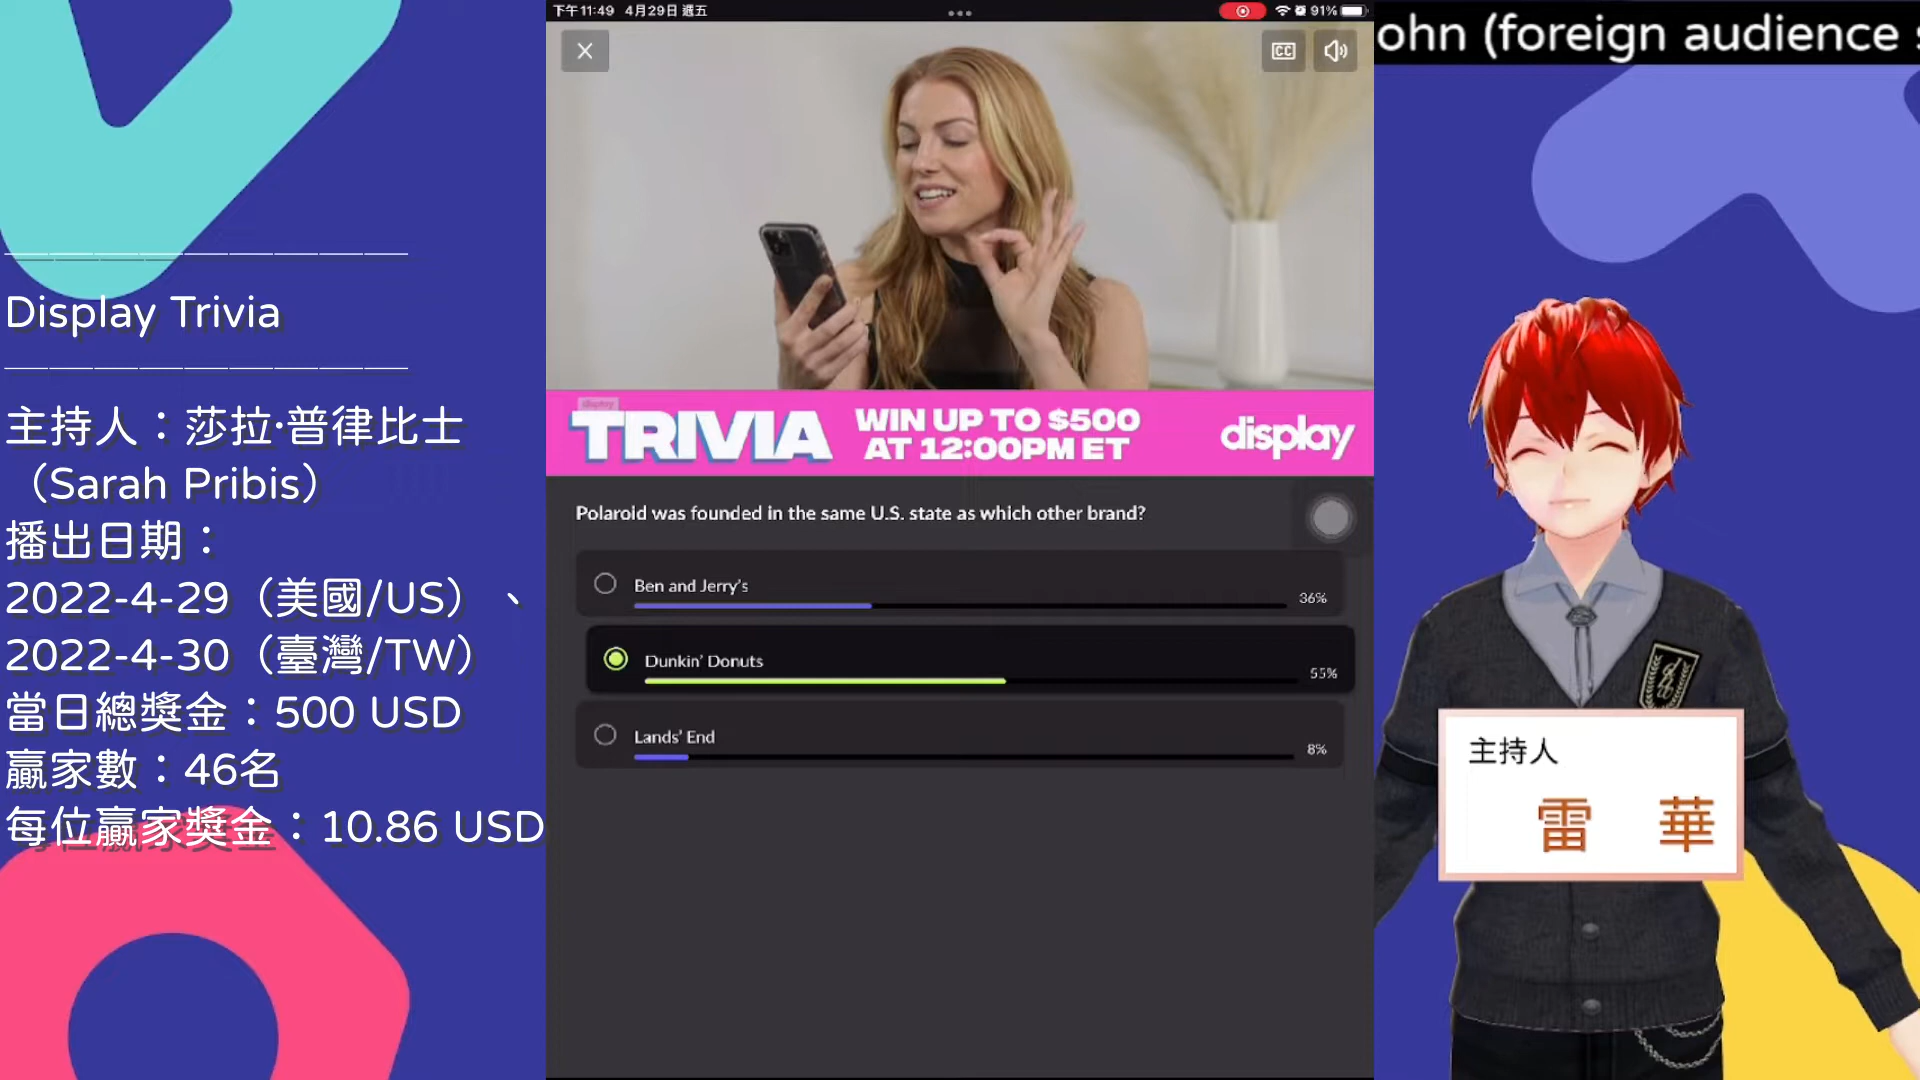 Display Trivia
主持人：莎拉·普律比士
（Sarah Pribis）
播出日期：
2022-4-29（美國/US）、
2022-4-30（臺灣/TW）
當日總獎金：500 USD
贏家數：46名
每位贏家獎金：10.86 USD
下午11:49 4月29日 週五
91%
CC
display
TRIVIA
WIN UP TO $500
AT 12:00PM ET
display
Polaroid was founded in the same U.S. state as which other brand?
Ben and Jerry's
36%
Dunkin' Donuts
55%
Lands' End
8%
ohn (foreign audience
主持人
雷 華